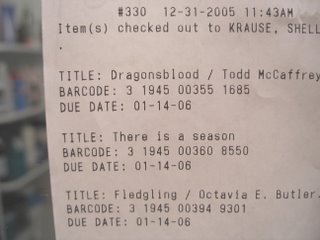 #330 12-31-2005 11:43AM
Item(s) checked out to KRAUSE, SHELL
.
TITLE: Dragonsblood / Todd McCaffrey
BARCODE: 3 1945 00355 1685
DUE DATE: 01-14-06
TITLE: There is a season
BARCODE: 3 1945 00360 8550
DUE DATE: 01-14-06
TITLE: Fledgling / Octavia E. Butler.
BARCODE: 3 1945 00394 9301
DUE DATE: 01-14-06